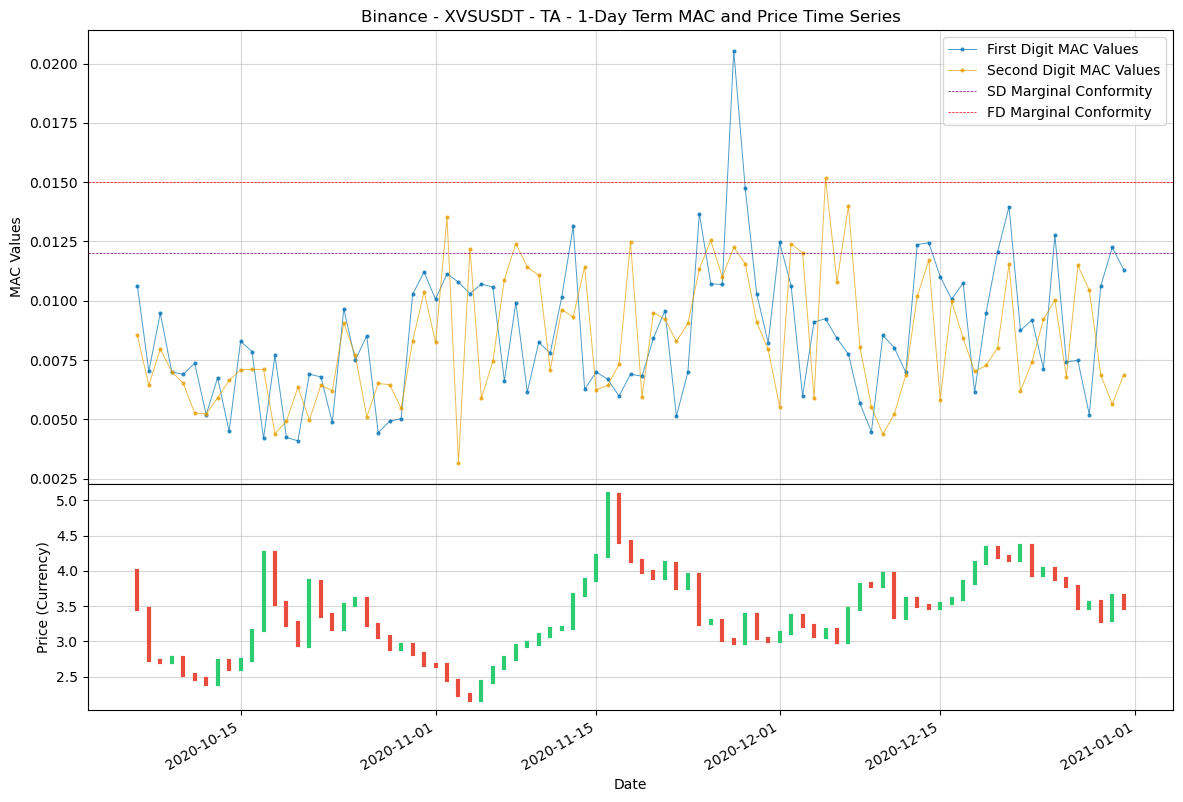 Binance - XVSUSDT - TA - 1-Day Term MAC and Price Time Series
First Digit MAC Values
Second Digit MAC Values
SD Marginal Conformity
FD Marginal Conformity
MAC Values
0.0200
0.0175
0.0150
0.0125
0.0100
0.0075
0.0050
0.0025
Price (Currency)
5.0
4.5
4.0
3.5
3.0
2.5
2020-10-15
2020-11-01
2020-11-15
2020-12-01
2020-12-15
2021-01-01
Date